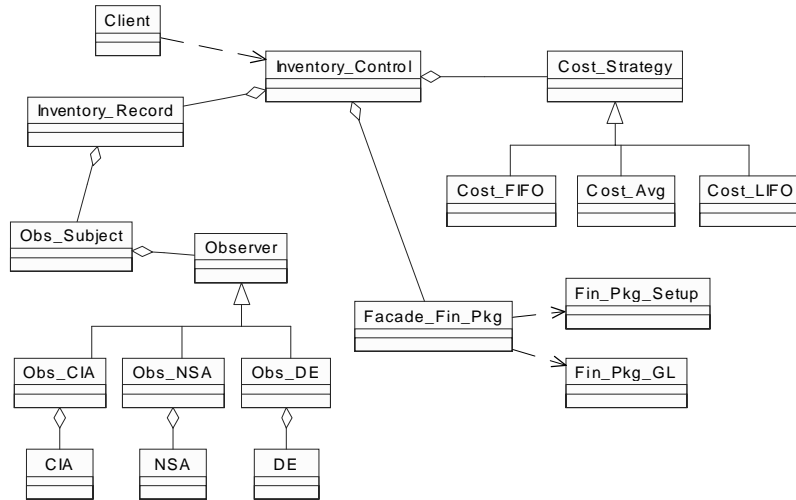 Client
Inventory_Control
Cost_Strategy
Inventory_Record
Cost_FIFO
Cost_Avg
Cost_LIFO
Obs_Subject
Observer
Facade_Fin_Pkg
Fin_Pkg_Setup
Obs_CIA
Obs_NSA
Obs_DE
Fin_Pkg_GL
CIA
NSA
DE